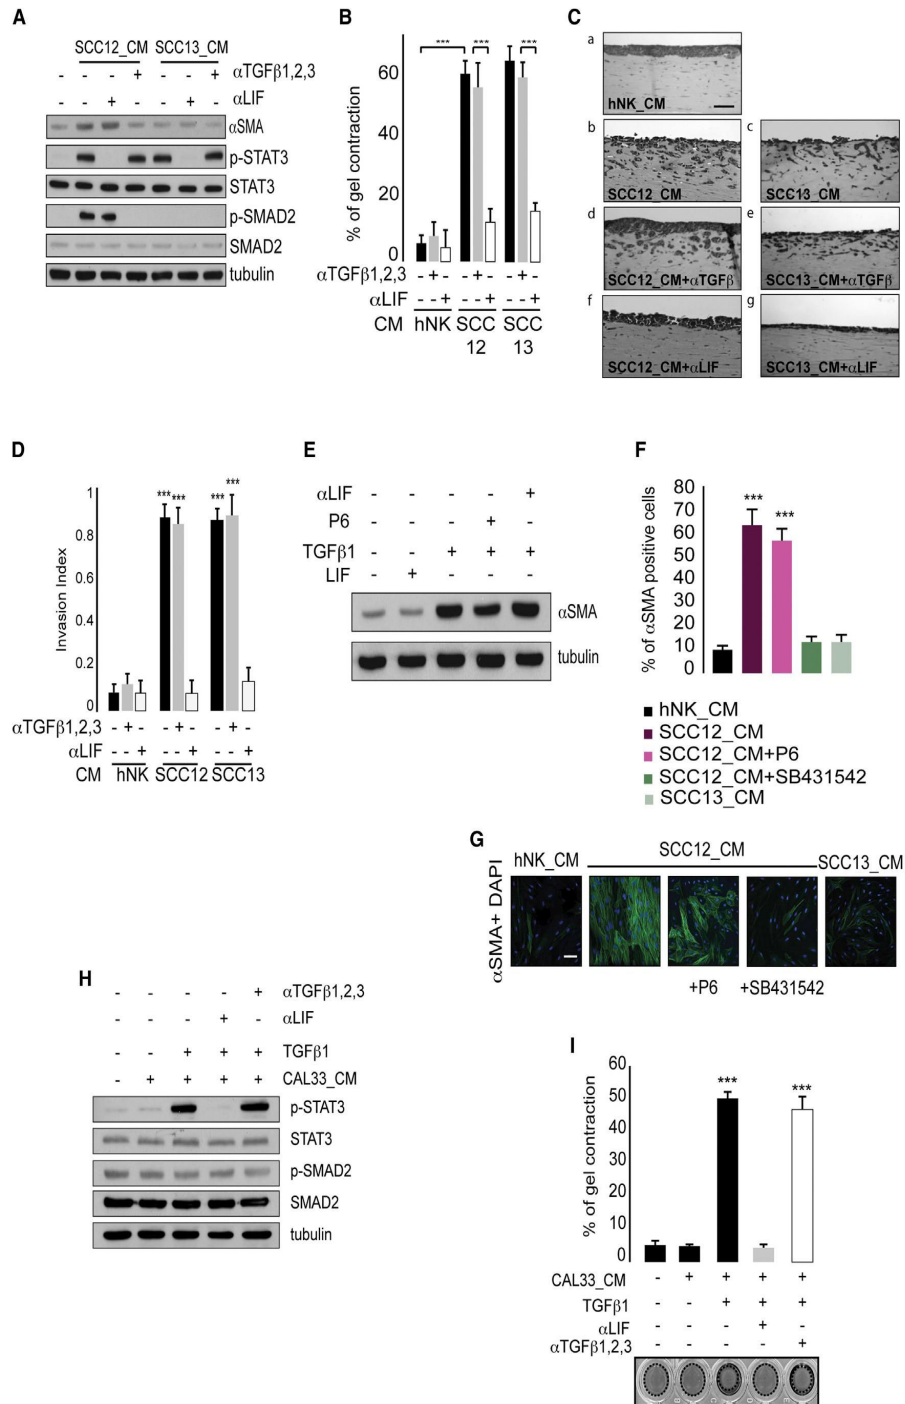 A
SCC12_CM SCC13_CM
- - - + - - + αTGFβ1,2,3
- - + - - + - αLIF
αSMA
p-STAT3
STAT3
p-SMAD2
SMAD2
tubulin
B
*** *** ***
% of gel contraction
60
40
20
0
αTGFβ1,2,3 - + - - + - - + -
αLIF - - + - - + - - +
CM hNK SCC SCC
12 13
C
a
hNK_CM
b
SCC12_CM
c
SCC13_CM
d
SCC12_CM+αTGFβ
e
SCC13_CM+αTGFβ
f
SCC12_CM+αLIF
g
SCC13_CM+αLIF
D
Invasion Index
1
0.8
0.6
0.4
0.2
0
*** *** *** ***
αTGFβ1,2,3 - + - - + - - + -
αLIF - - + - - + - - +
CM hNK SCC12 SCC13
E
αLIF - - - - +
P6 - - - + -
TGFβ1 - - + + +
LIF - + - - -
αSMA
tubulin
F
% of αSMA positive cells
80
70
60
50
40
30
20
10
0
*** ***
hNK_CM
SCC12_CM
SCC12_CM+P6
SCC12_CM+SB431542
SCC13_CM
G
αSMA+ DAPI
hNK_CM SCC12_CM SCC13_CM
+P6 +SB431542
H
- - - - + αTGFβ1,2,3
- - - + - αLIF
- - + + + TGFβ1
- + + + + CAL33_CM
p-STAT3
STAT3
p-SMAD2
SMAD2
tubulin
I
% of gel contraction
60
50
40
30
20
10
0
*** ***
CAL33_CM - + + + +
TGFβ1 - - + + +
αLIF - - - + -
αTGFβ1,2,3 - - - - +